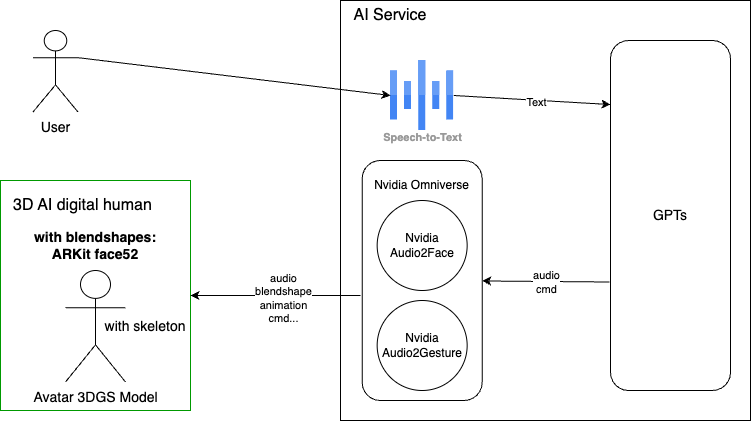 AI Service
User
Speech-to-Text
Text
GPTs
Nvidia Omniverse
Nvidia
Audio2Face
Nvidia
Audio2Gesture
audio
cmd
audio
blendshape
animation
cmd...
3D AI digital human
with blendshapes:
ARKit face52
with skeleton
Avatar 3DGS Model